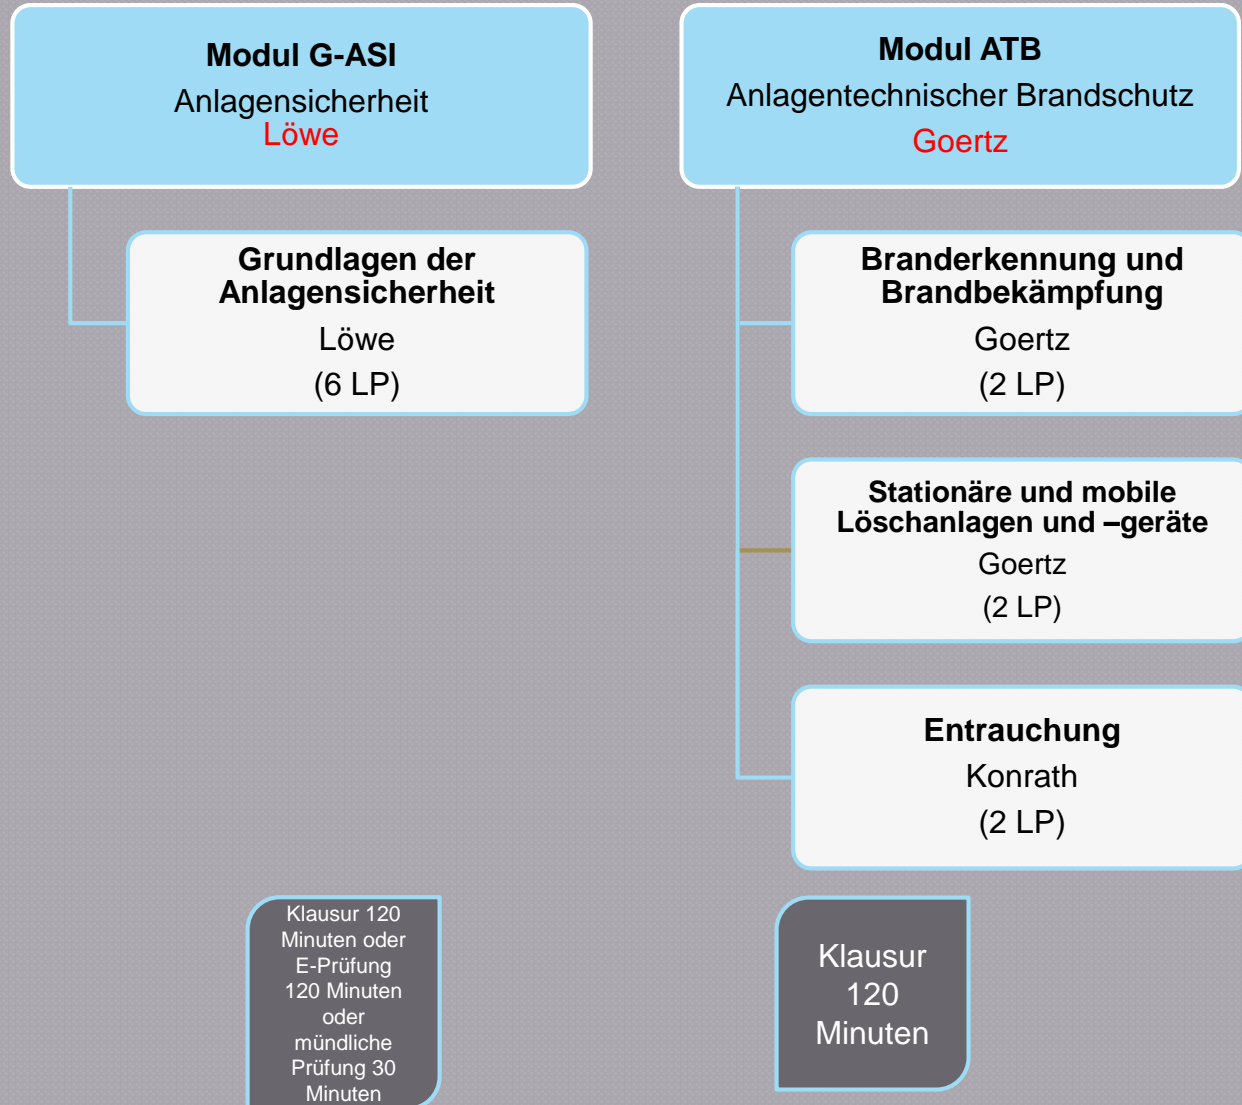 Modul G-ASI
Anlagensicherheit
Löwe
Grundlagen der
Anlagensicherheit
Löwe
(6 LP)
Klausur 120
Minuten oder
E-Prüfung
120 Minuten
oder
mündliche
Prüfung 30
Minuten
Modul ATB
Anlagentechnischer Brandschutz
Goertz
Branderkennung und
Brandbekämpfung
Goertz
(2 LP)
Stationäre und mobile
Löschanlagen und –geräte
Goertz
(2 LP)
Entrauchung
Konrath
(2 LP)
Klausur
120
Minuten